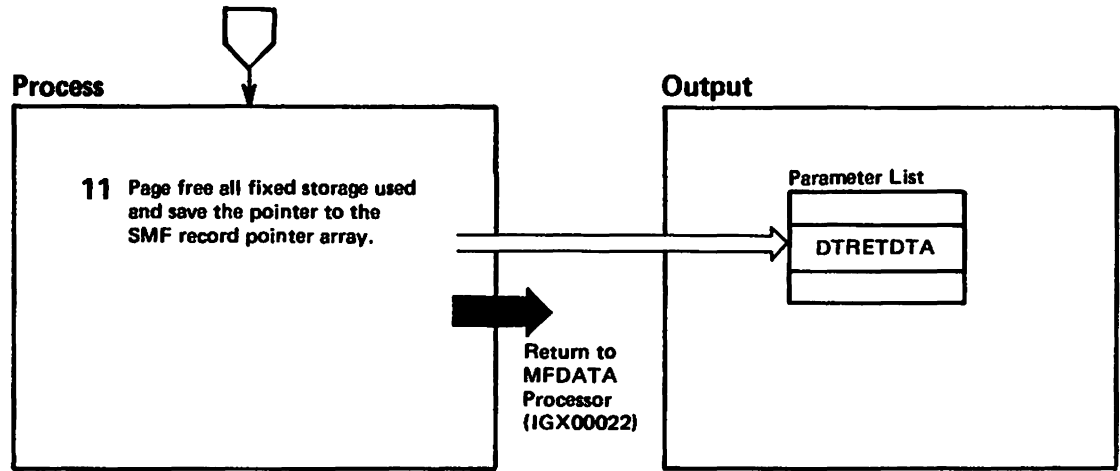 Process
11 Page free all fixed storage used
and save the pointer to the
SMF record pointer array.
Return to
MFDATA
Processor
(IGX00022)
Output
Parameter List
DTRETDTA